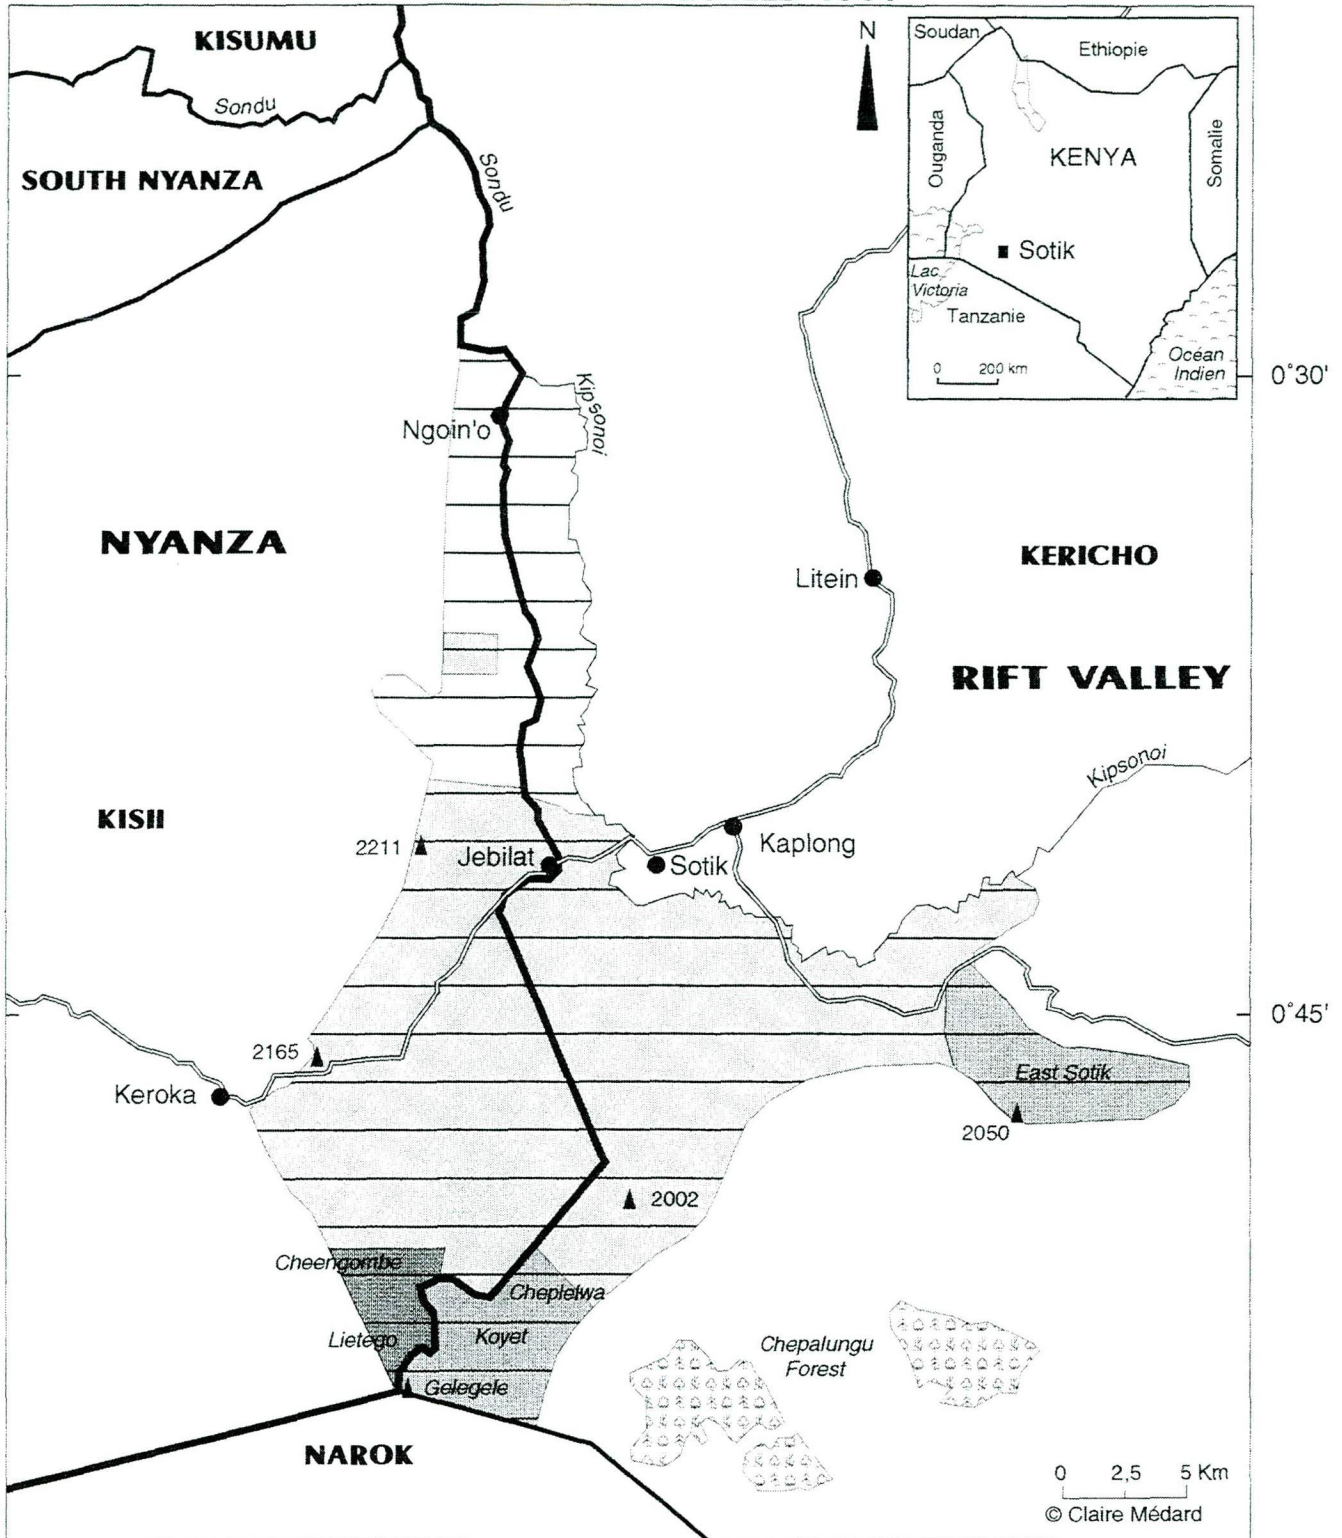 KISUMU
N
Soudan
Ethiopie
Sondu
Ouganda
KENYA
Somalie
SOUTH NYANZA
Sondu
Sotik
Lac
Victoria
Tanzanie
Océan
Indien
0 200 km
0°30'
Kipsonoi
Ngoin'o
NYANZA
KERICHO
Litein
RIFT VALLEY
Kipsonoi
KISII
2211
Jebilat
Kaplong
Sotik
0°45'
2165
East Sotik
Keroka
2050
2002
Cheengombe
Cheplelwa
Lietego
Koyet
Chepalungu
Forest
Gelegele
NAROK
0 2,5 5 Km
© Claire Médard